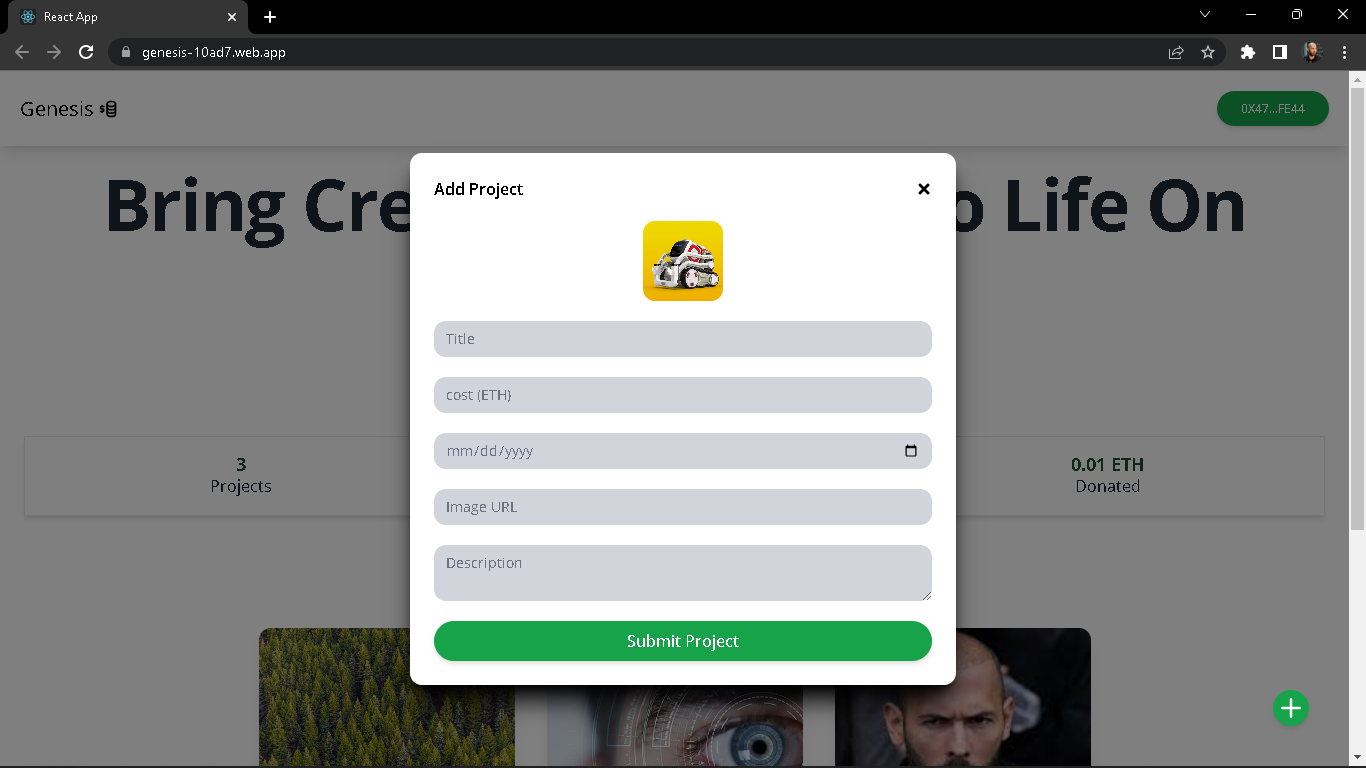 React App
genesis-10ad7.web.app
Genesis
0X47...FE44
Bring Cre
o Life On
Add Project
Title
cost (ETH)
mm/dd/yyyy
Image URL
Description
Submit Project
3
Projects
0.01 ETH
Donated